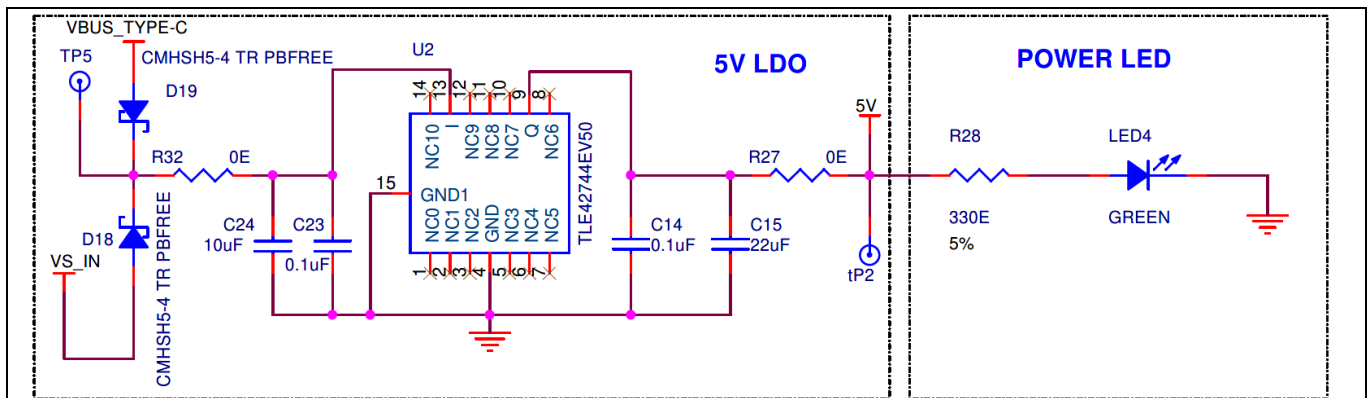 VBUS_TYPE-C
TP5
CMHSH5-4 TR PBFREE
D19
R32
0E
D18
VS_IN
CMHSH5-4 TR PBFREE
C24
10uF
C23
0.1uF
U2
14
13
12
11
10
9
8
NC10
I
NC9
NC8
NC7
Q
NC6
15
GND1
NC0
NC1
NC2
GND
NC3
NC4
NC5
1
2
3
4
5
6
7
TLE42744EV50
5V LDO
C14
0.1uF
C15
22uF
R27
0E
5V
tP2
POWER LED
R28
330E
5%
LED4
GREEN